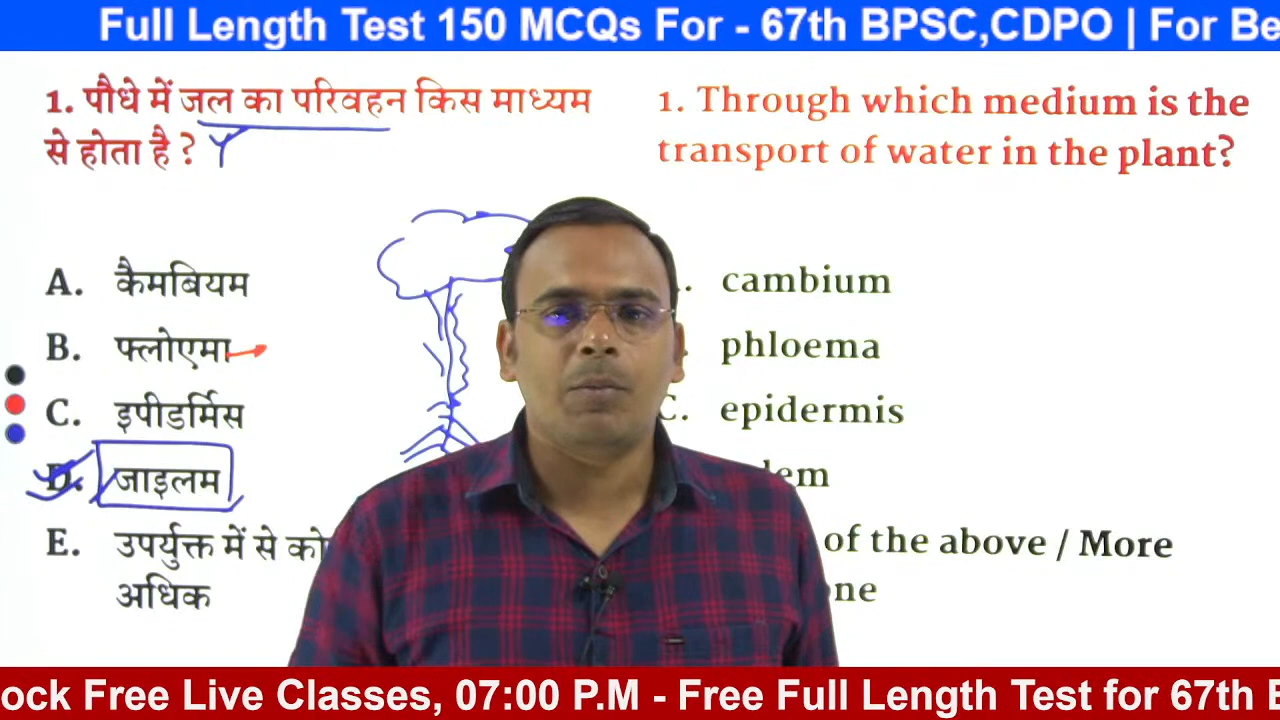 Full Length Test 150 MCQs For - 67th BPSC,CDPO | For Be
1. पौधे में जल का परिवहन किस माध्यम
से होता है ?
A. कैमबियम
B. फ्लोएमा
C. इपीडर्मिस
D. जाइलम
E. उपर्युक्त में से को
अधिक
1. Through which medium is the
transport of water in the plant?
cambium
phloema
C. epidermis
lem
of the above / More
ne
ock Free Live Classes, 07:00 P.M - Free Full Length Test for 67th B